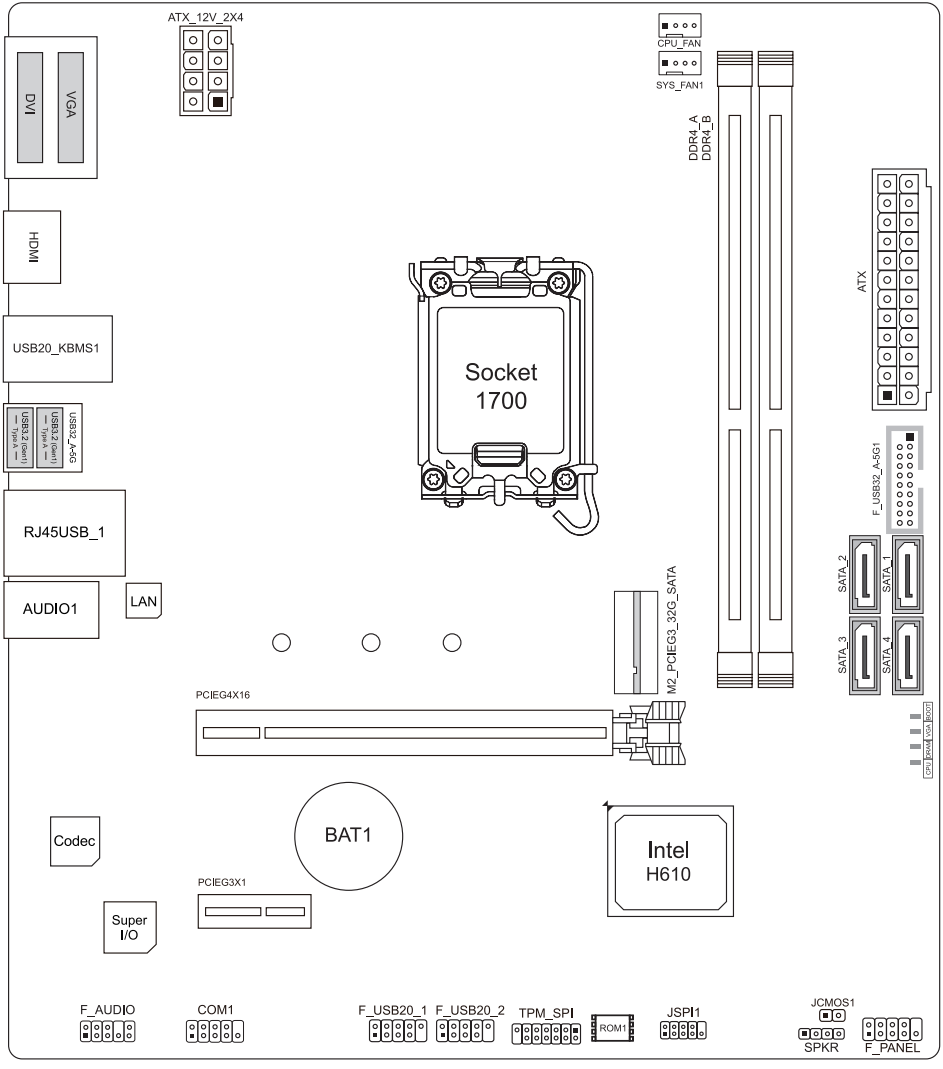 ATX_12V_2X4
CPU_FAN
SYS_FAN1
DVI
VGA
DDR4_A
DDR4_B
HDMI
ATX
USB20_KBMS1
Socket
1700
USB3.2 (Gen1)
— Type A —
USB3.2 (Gen1)
— Type A —
USB32_A-5G
F_USB32_A-5G1
RJ45USB_1
SATA_2
SATA_1
AUDIO1
LAN
M2_PCIEG3_32G_SATA
SATA_3
SATA_4
PCIEG4X16
CPU DRAM VGA BOOT
BAT1
Codec
Intel
H610
PCIEG3X1
Super
I/O
F_AUDIO
COM1
F_USB20_1
F_USB20_2
TPM_SPI
ROM1
JSPI1
JCMOS1
SPKR
F_PANEL